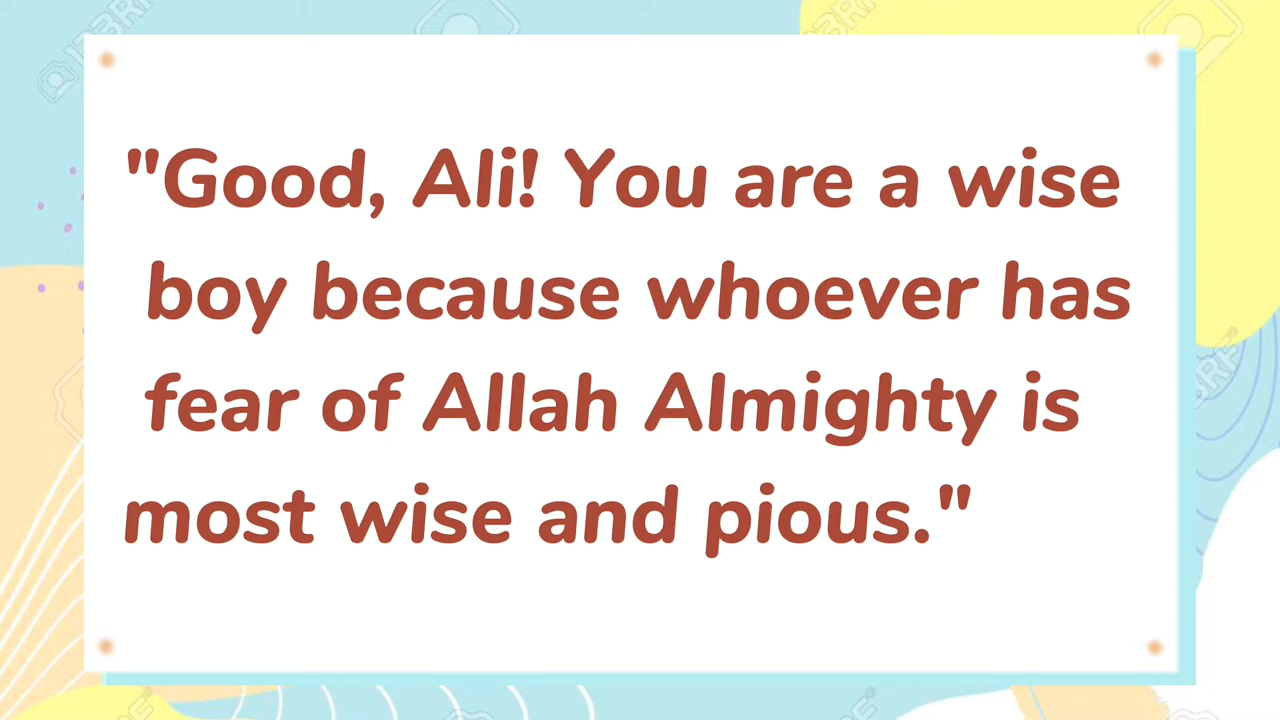 "Good, Ali! You are a wise
boy because whoever has
fear of Allah Almighty is
most wise and pious."